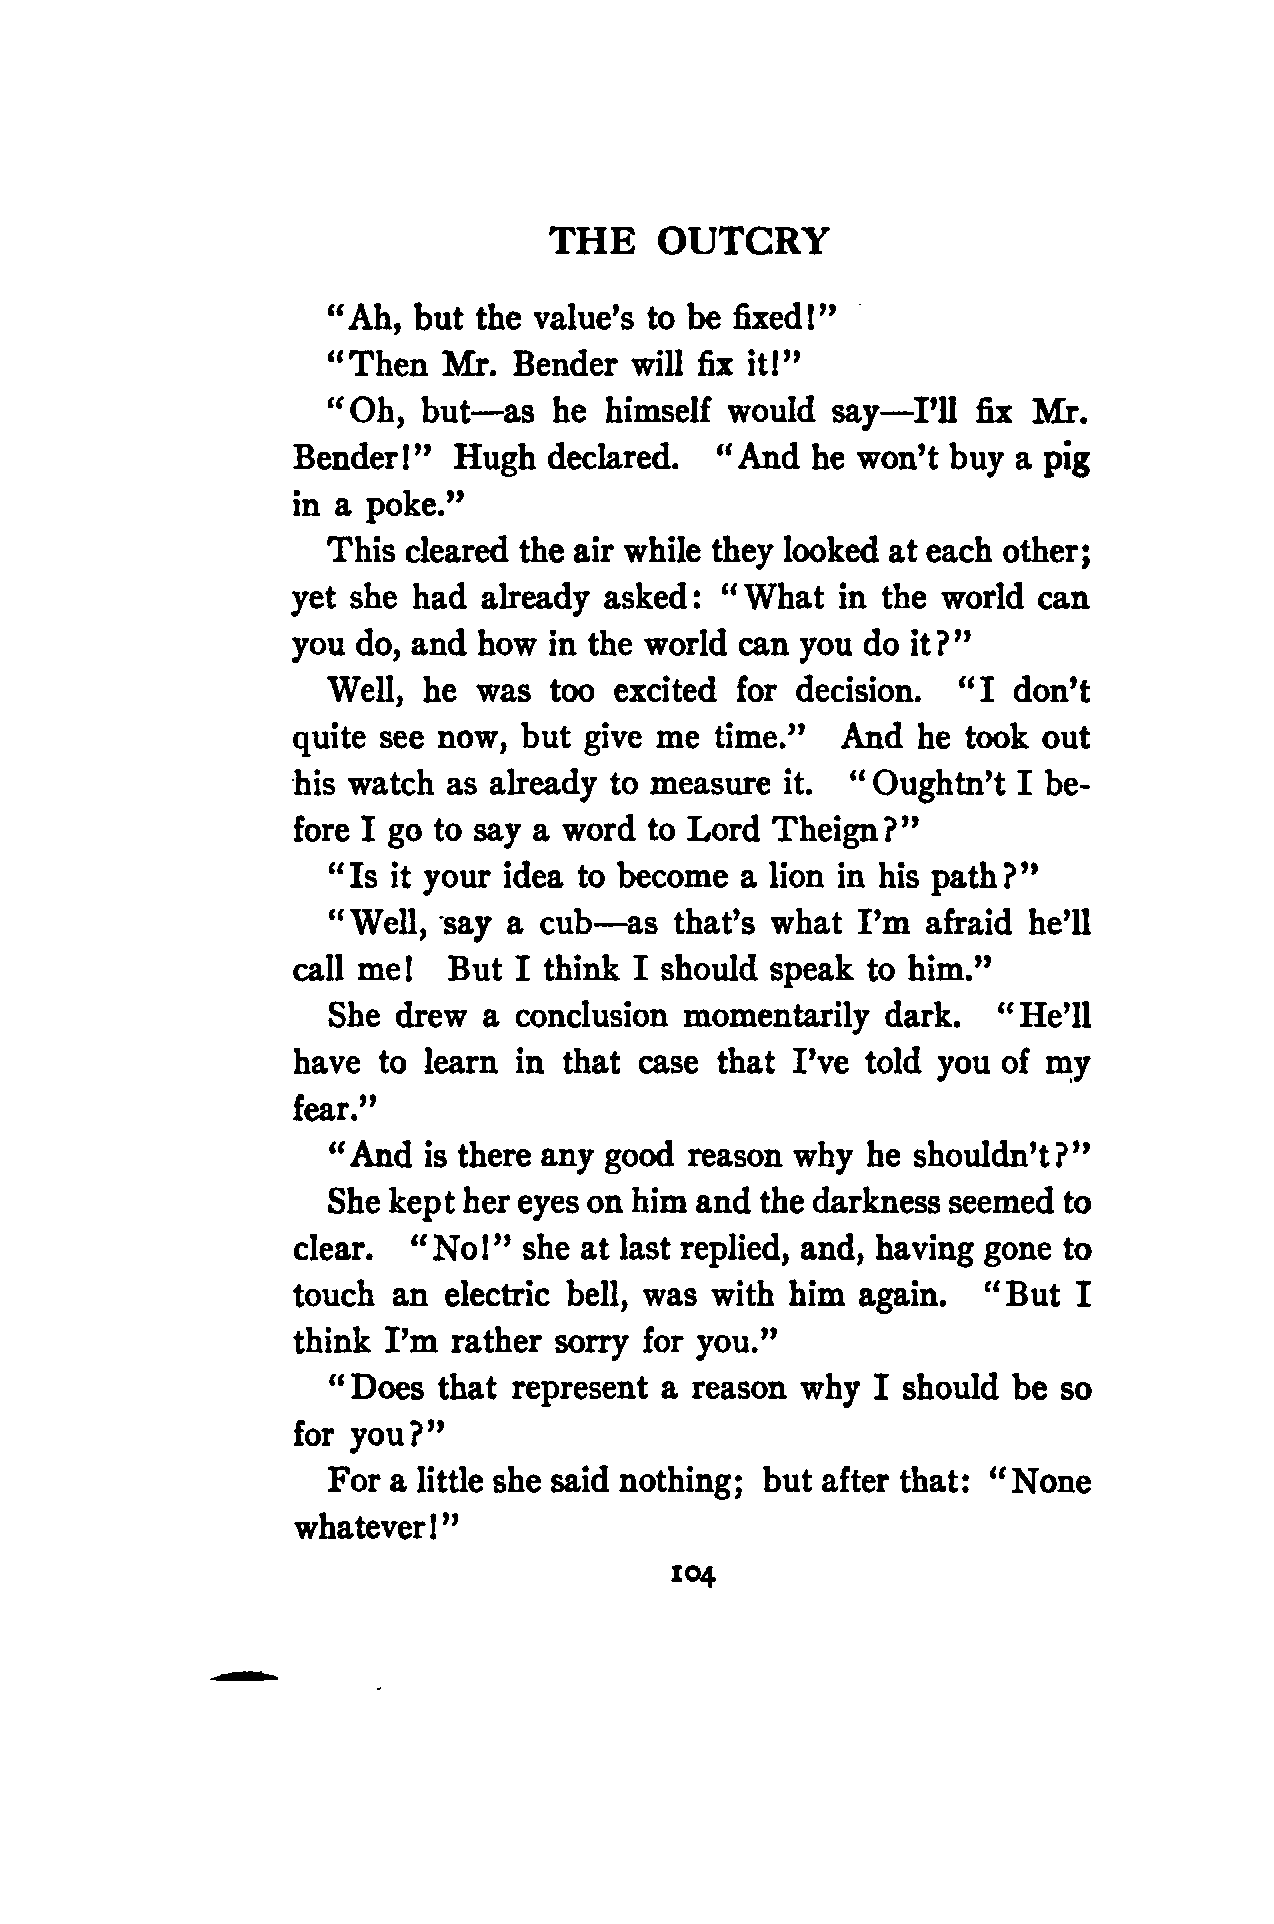 THE OUTCRY
“Ah, but the value's to be fixed!”
“Then Mr. Bender will fix it!”
“Oh, but—as he himself would say—I'll fix Mr.
Bender!” Hugh declared. “And he won't buy a pig
in a poke.”
This cleared the air while they looked at each other;
yet she had already asked: “What in the world can
you do, and how in the world can you do it?”
Well, he was too excited for decision. “I don't
quite see now, but give me time.” And he took out
his watch as already to measure it. “Oughtn't I be-
fore I go to say a word to Lord Theign?”
“Is it your idea to become a lion in his path?”
“Well, say a cub—as that's what I'm afraid he'll
call me! But I think I should speak to him.”
She drew a conclusion momentarily dark. “He'll
have to learn in that case that I've told you of my
fear.”
“And is there any good reason why he shouldn't?”
She kept her eyes on him and the darkness seemed to
clear. “No!” she at last replied, and, having gone to
touch an electric bell, was with him again. “But I
think I'm rather sorry for you.”
“Does that represent a reason why I should be so
for you?”
For a little she said nothing; but after that: “None
whatever!”
104